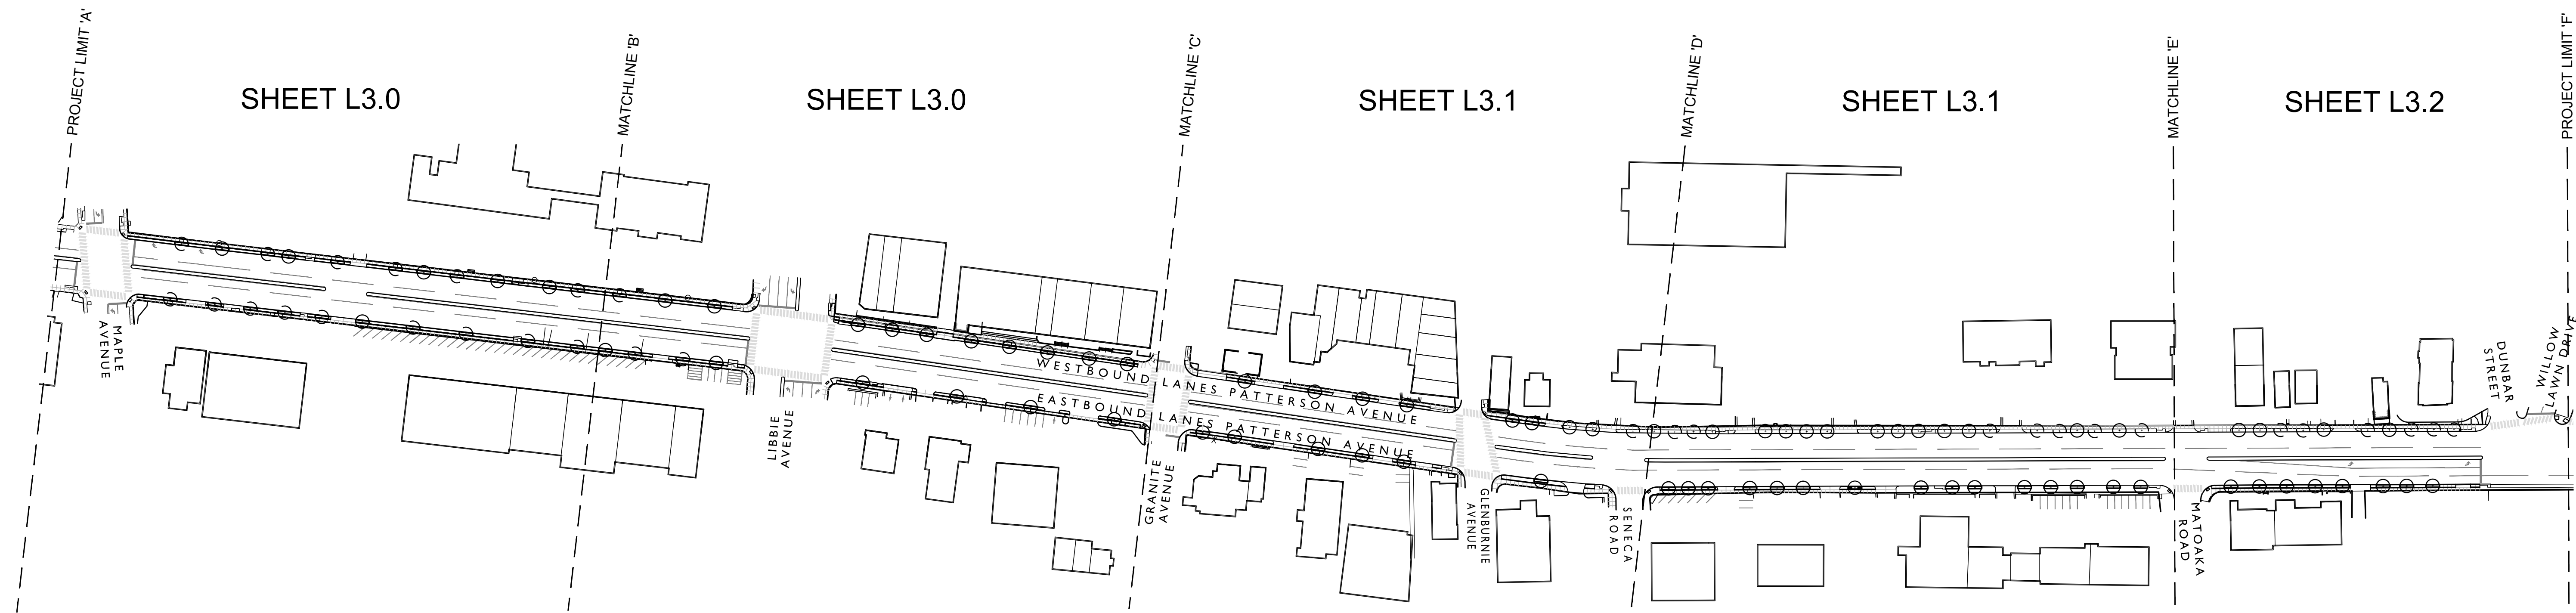 PROJECT LIMIT 'A'
SHEET L3.0
MATCHLINE 'B'
SHEET L3.0
MATCHLINE 'C'
SHEET L3.1
MATCHLINE 'D'
SHEET L3.1
MATCHLINE 'E'
SHEET L3.2
PROJECT LIMIT 'F'
MAPLE
AVENUE
LIBBIE
AVENUE
WESTBOUND LANES PATTERSON AVENUE
EASTBOUND LANES PATTERSON AVENUE
GRANITE
AVENUE
GLENBURNIE
AVENUE
SENECA
ROAD
MATOAKA
ROAD
DUNBAR
STREET
WILLOW
LAWN DRIVE